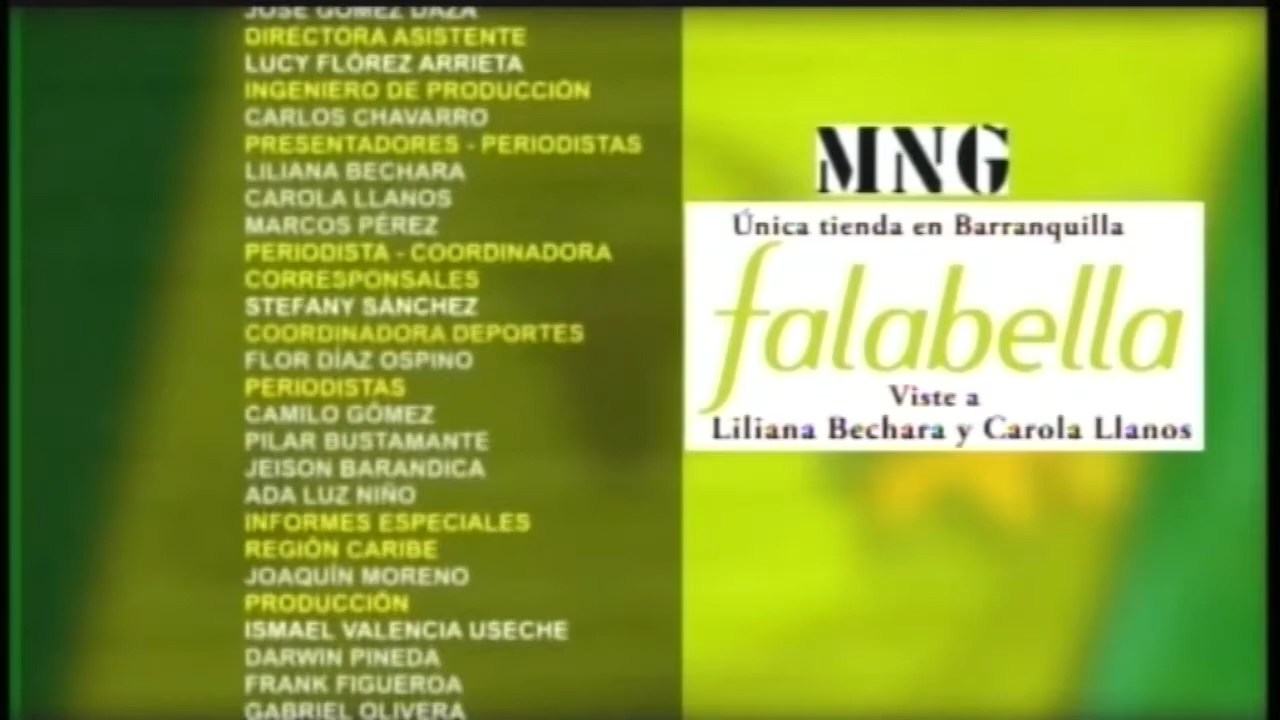 JOSÉ GÓMEZ DAZA
DIRECTORA ASISTENTE
LUCY FLÓREZ ARRIETA
INGENIERO DE PRODUCCIÓN
CARLOS CHAVARRO
PRESENTADORES - PERIODISTAS
LILIANA BECHARA
CAROLA LLANOS
MARCOS PÉREZ
PERIODISTA - COORDINADORA
CORRESPONSALES
STEFANY SÁNCHEZ
COORDINADORA DEPORTES
FLOR DÍAZ OSPINO
PERIODISTAS
CAMILO GÓMEZ
PILAR BUSTAMANTE
JEISON BARANDICA
ADA LUZ NIÑO
INFORMES ESPECIALES
REGIÓN CARIBE
JOAQUÍN MORENO
PRODUCCIÓN
ISMAEL VALENCIA USECHE
DARWIN PINEDA
FRANK FIGUEROA
GABRIEL OLIVERA
MNG
Única tienda en Barranquilla
falabella
Viste a
Liliana Bechara y Carola Llanos